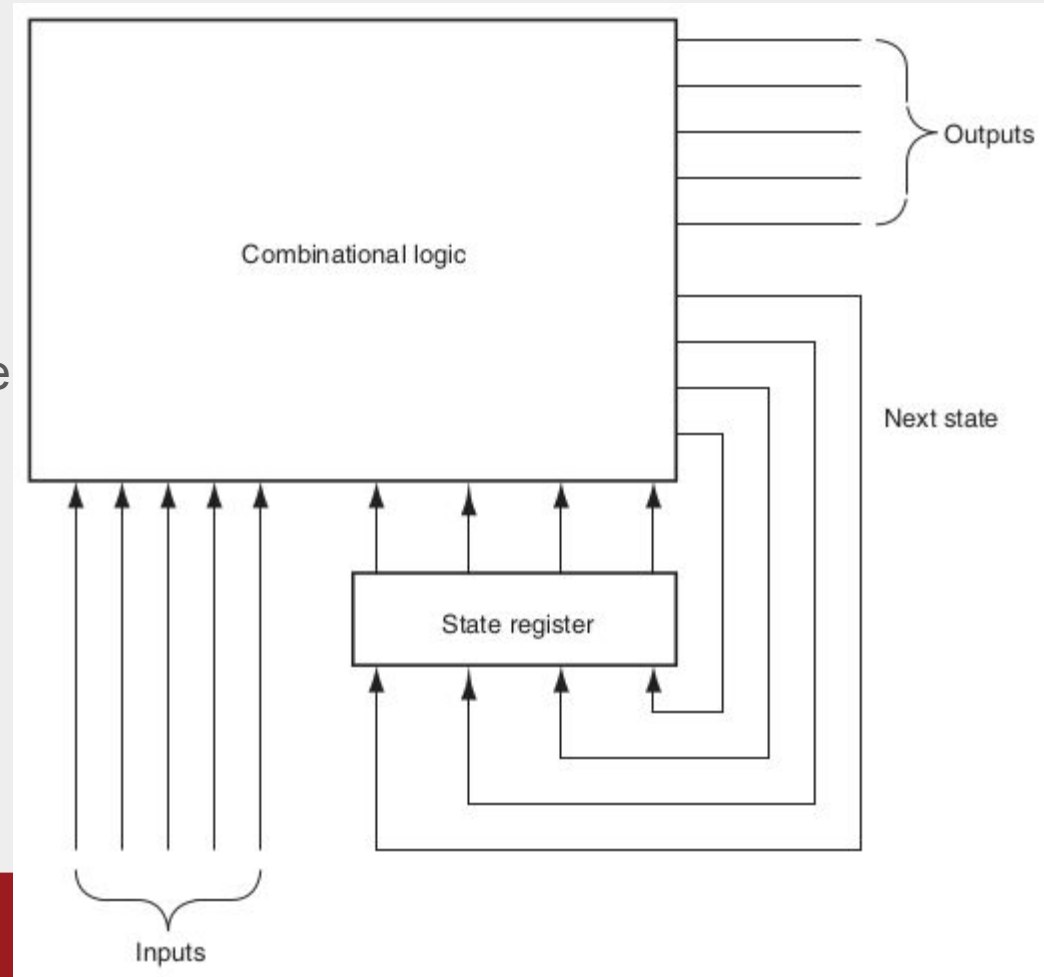 Outputs
Combinational logic
e
Next state
State register
Inputs